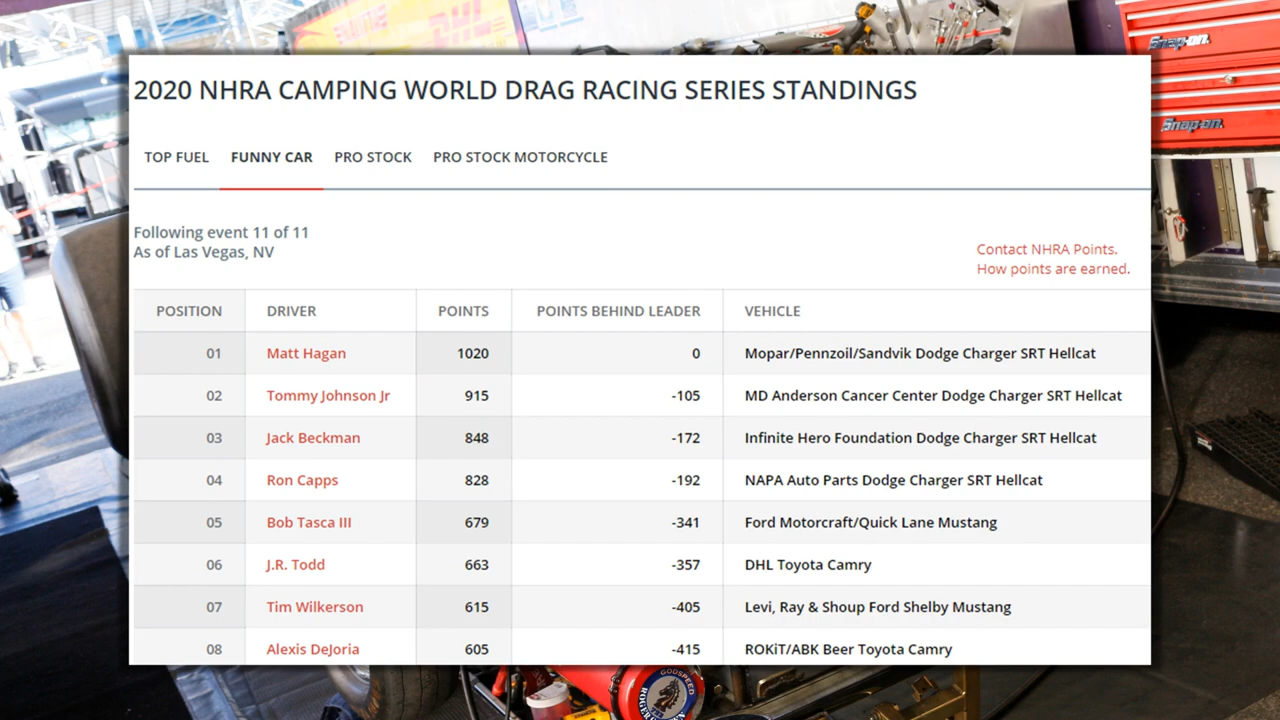 DHL
Snap-on.
Snap-on.
2020 NHRA CAMPING WORLD DRAG RACING SERIES STANDINGS
TOP FUEL FUNNY CAR PRO STOCK PRO STOCK MOTORCYCLE
Following event 11 of 11
As of Las Vegas, NV
Contact NHRA Points.
How points are earned.
POSITION DRIVER POINTS POINTS BEHIND LEADER VEHICLE
01 Matt Hagan 1020 0 Mopar/Pennzoil/Sandvik Dodge Charger SRT Hellcat
02 Tommy Johnson Jr 915 -105 MD Anderson Cancer Center Dodge Charger SRT Hellcat
03 Jack Beckman 848 -172 Infinite Hero Foundation Dodge Charger SRT Hellcat
04 Ron Capps 828 -192 NAPA Auto Parts Dodge Charger SRT Hellcat
05 Bob Tasca III 679 -341 Ford Motorcraft/Quick Lane Mustang
06 J.R. Todd 663 -357 DHL Toyota Camry
07 Tim Wilkerson 615 -405 Levi, Ray & Shoup Ford Shelby Mustang
08 Alexis DeJoria 605 -415 ROKiT/ABK Beer Toyota Camry
GODSPEED